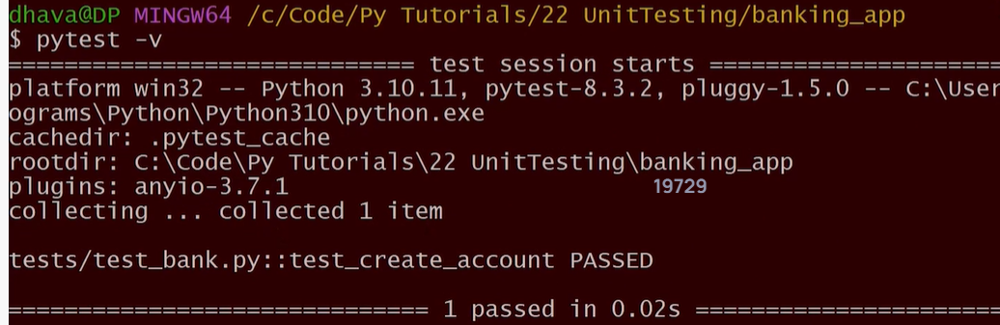 dhava@DP MINGW64 /c/Code/Py Tutorials/22 UnitTesting/banking_app
$ pytest -v
============================= test session starts =====================
platform win32 -- Python 3.10.11, pytest-8.3.2, pluggy-1.5.0 -- C:\User
ograms\Python\Python310\python.exe
cachedir: .pytest_cache
rootdir: C:\Code\Py Tutorials\22 UnitTesting\banking_app
plugins: anyio-3.7.1
19729
collecting ... collected 1 item
tests/test_bank.py::test_create_account PASSED
============================== 1 passed in 0.02s ======================